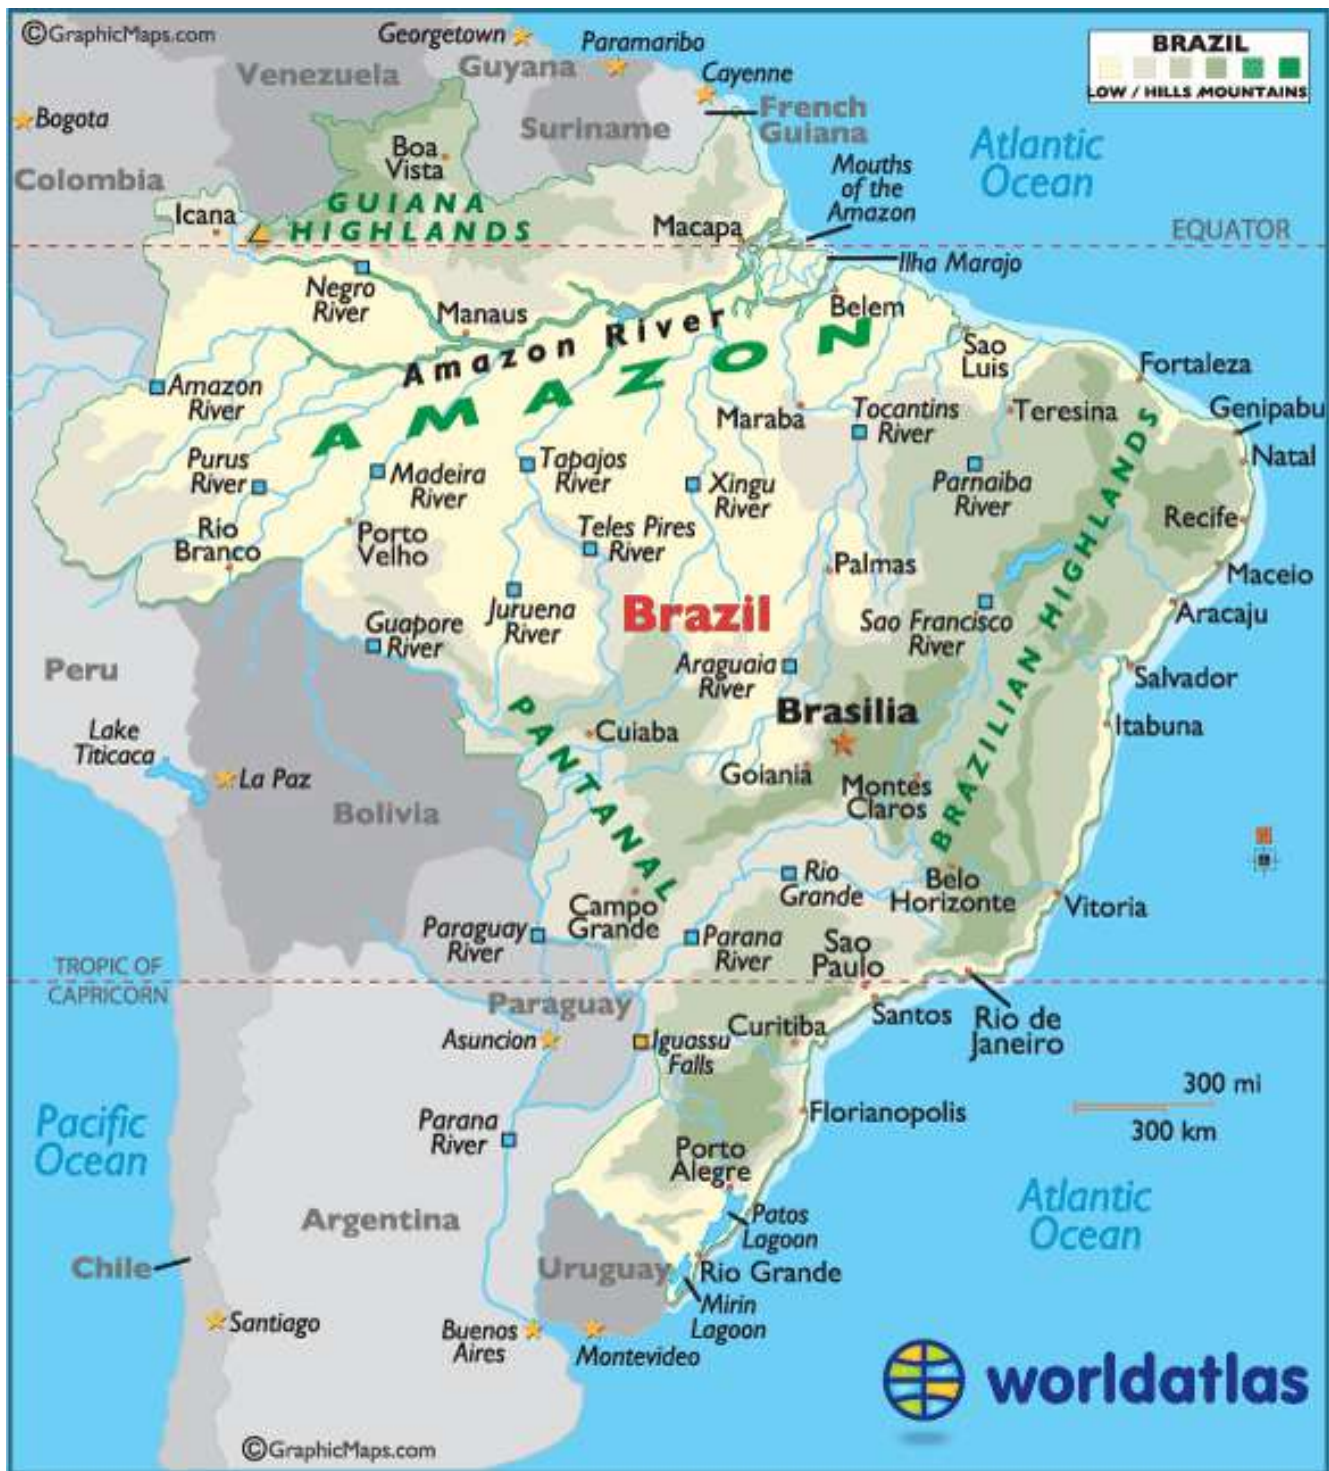 ©GraphicMaps.com
Georgetown
Paramaribo
BRAZIL
LOW / HILLS /MOUNTAINS
Venezuela
Guyana
Cayenne
Bogota
Suriname
French
Guiana
Atlantic
Ocean
Colombia
Boa
Vista
Mouths
of the
Amazon
Icana
GUIANA
HIGHLANDS
Macapa
EQUATOR
Ilha Marajo
Negro
River
Manaus
Belem
Amazon River
AMAZON
Sao
Luis
Fortaleza
Amazon
River
Maraba
Tocantins
River
Teresina
Genipabu
Natal
Purus
River
Madeira
River
Tapajos
River
Xingu
River
Parnaiba
River
Recife
Rio
Branco
Porto
Velho
Teles Pires
River
Palmas
Maceio
BRAZILIAN HIGHLANDS
Juruena
River
Brazil
Sao Francisco
River
Aracaju
Guapore
River
Araguaia
River
Salvador
Peru
Brasilia
Itabuna
Lake
Titicaca
PANTANAL
Cuiaba
La Paz
Goiania
Montes
Claros
Bolivia
Rio
Grande
Belo
Horizonte
Vitoria
Campo
Grande
Paraguay
River
Parana
River
Sao
Paulo
TROPIC OF
CAPRICORN
Paraguay
Santos
Rio de
Janeiro
Asuncion
Iguassu
Falls
Curitiba
300 mi
300 km
Pacific
Ocean
Parana
River
Florianopolis
Porto
Alegre
Atlantic
Ocean
Argentina
Patos
Lagoon
Chile
Uruguay
Rio Grande
Mirin
Lagoon
Santiago
Buenos
Aires
Montevideo
worldatlas
©GraphicMaps.com